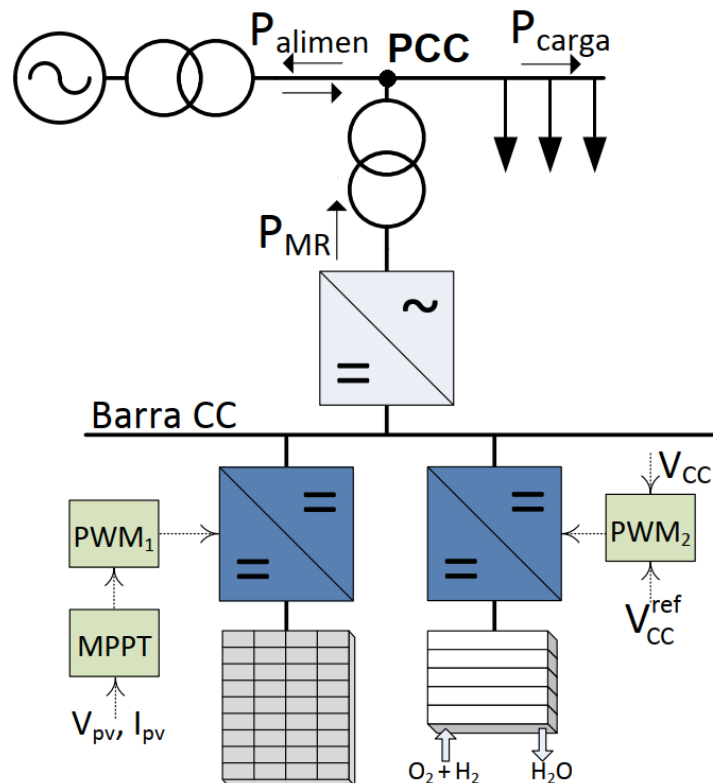 P_alimen PCC P_carga
P_MR
~
=
Barra CC
= =
= =
V_CC
PWM_1 PWM_2
MPPT V_CC^ref
V_pv, I_pv
O_2 + H_2 H_2O